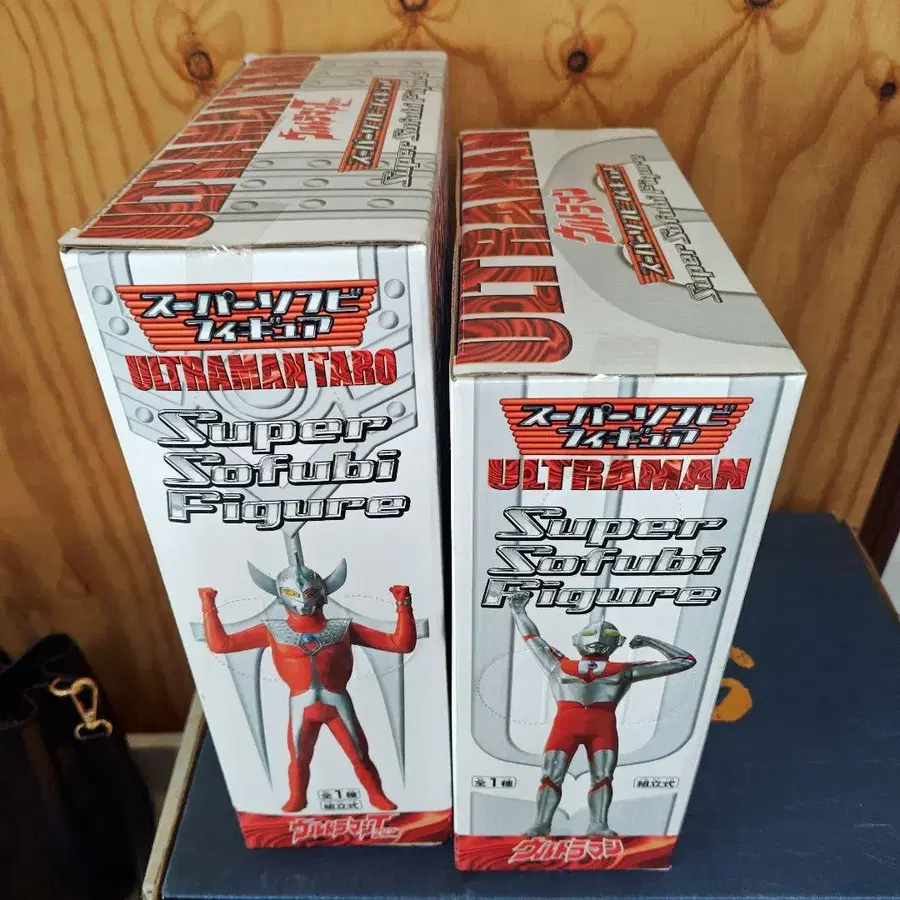 ULTRAMAN TARO
ウルトラマンT
スーパーソフビフィギュア
Super Sofubi Figure
スーパーソフビ
フィギュア
ULTRAMAN TARO
Super
Sofubi
Figure
全1種
組立式
ウルトラマンT
ULTRAMAN
ウルトラマン
スーパーソフビフィギュア
Super Sofubi Figure
スーパーソフビ
フィギュア
ULTRAMAN
Super
Sofubi
Figure
全1種
組立式
ウルトラマン